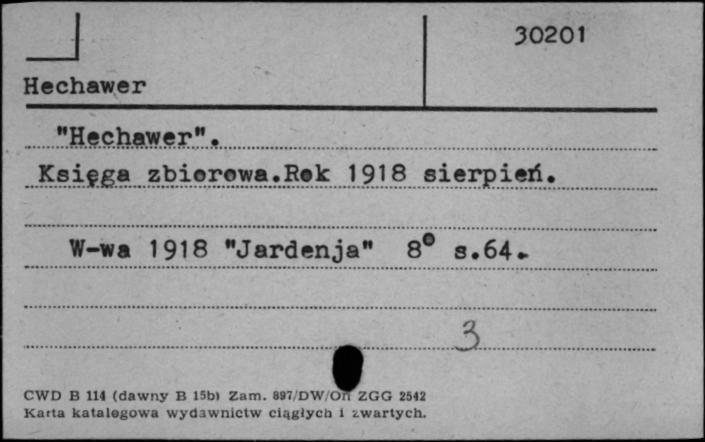 30201
Hechawer
"Hechawer".
Księga zbiorowa.Rok 1918 sierpień.
W-wa 1918 "Jardenja" 8° s.64.-
3
CWD B 114 (dawny B 15b) Zam. 897/DW/On ZGG 2542
Karta katalogowa wydawnictw ciągłych i zwartych.